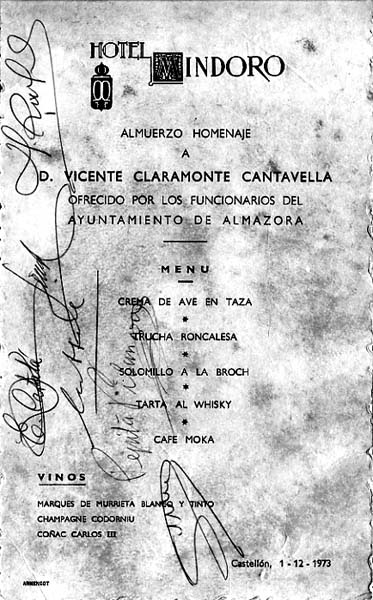 HOTEL MINDORO
ALMUERZO HOMENAJE
A
D. VICENTE CLARAMONTE CANTAVELLA
OFRECIDO POR LOS FUNCIONARIOS DEL
AYUNTAMIENTO DE ALMAZORA
MENU
CREMA DE AVE EN TAZA
*
TRUCHA RONCALESA
*
SOLOMILLO A LA BROCH
*
TARTA AL WHISKY
*
CAFE MOKA
VINOS
MARQUES DE MURRIETA BLANCO Y TINTO
CHAMPAGNE CODORNIU
COÑAC CARLOS III
Castellón, 1-12-1973
ARMENGOT